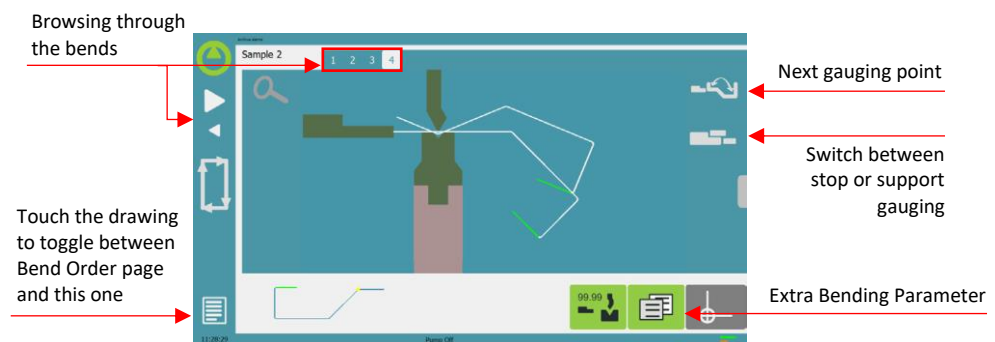 Browsing through
the bends
Sample 2
1 2 3 4
Next gauging point
Switch between
stop or support
gauging
Touch the drawing
to toggle between
Bend Order page
and this one
99.99
Extra Bending Parameter
11:20:29
Pump Off